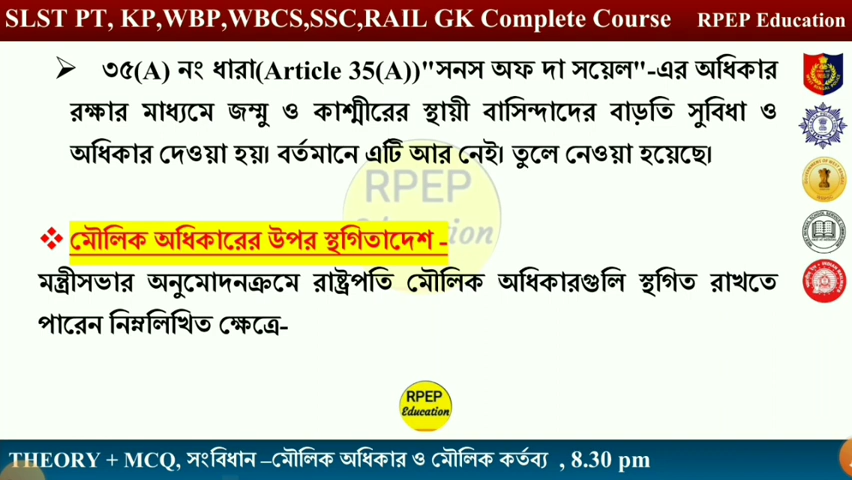 SLST PT, KP,WBP,WBCS,SSC,RAIL GK Complete Course RPEP Education
➢ ৩৫(A) নং ধারা(Article 35(A))"সনস অফ দা সয়েল"-এর অধিকার
রক্ষার মাধ্যমে জম্মু ও কাশ্মীরের স্থায়ী বাসিন্দাদের বাড়তি সুবিধা ও
অধিকার দেওয়া হয়। বর্তমানে এটি আর নেই। তুলে নেওয়া হয়েছে।
RPEP
Education
❖ মৌলিক অধিকারের উপর স্থগিতাদেশ -
মন্ত্রীসভার অনুমোদনক্রমে রাষ্ট্রপতি মৌলিক অধিকারগুলি স্থগিত রাখতে
পারেন নিম্নলিখিত ক্ষেত্রে-
RPEP
Education
THEORY + MCQ, সংবিধান –মৌলিক অধিকার ও মৌলিক কর্তব্য , 8.30 pm